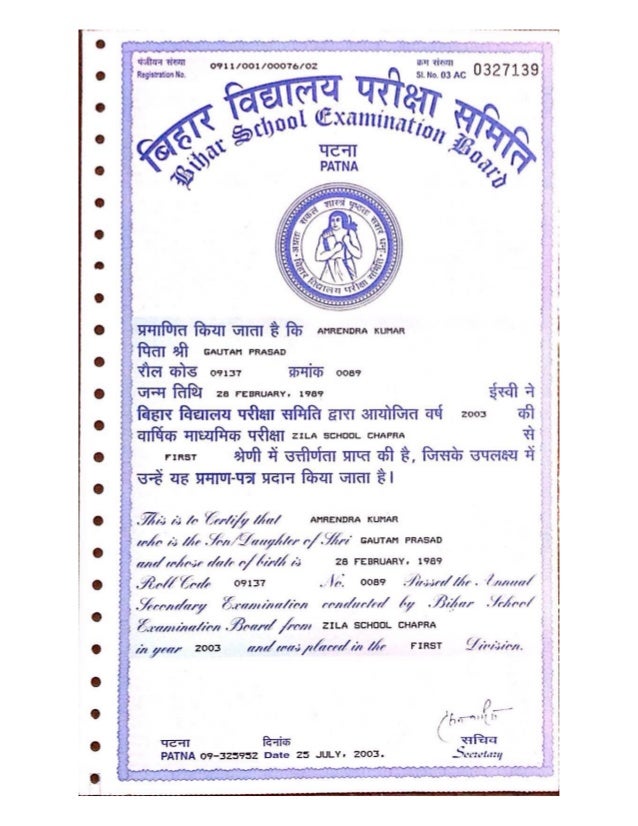 पंजीयन संख्या
Registration No. 0911/001/00076/02
क्रम संख्या
Sl. No. 03 AC 0327139
बिहार विद्यालय परीक्षा समिति
Bihar School Examination Board
पटना
PATNA
बिहार विद्यालय परीक्षा समिति
प्रमाणित किया जाता है कि AMRENDRA KUMAR
पिता श्री GAUTAM PRASAD
रौल कोड 09137 क्रमांक 0089
जन्म तिथि 28 FEBRUARY, 1989 ईस्वी ने
बिहार विद्यालय परीक्षा समिति द्वारा आयोजित वर्ष 2003 की
वार्षिक माध्यमिक परीक्षा ZILA SCHOOL CHAPRA से
FIRST श्रेणी में उत्तीर्णता प्राप्त की है, जिसके उपलक्ष्य में
उन्हें यह प्रमाण-पत्र प्रदान किया जाता है।
This is to Certify that AMRENDRA KUMAR
who is the Son/Daughter of Shri GAUTAM PRASAD
and whose date of birth is 28 FEBRUARY, 1989
Roll Code 09137 No. 0089 Passed the Annual
Secondary Examination conducted by Bihar School
Examination Board from ZILA SCHOOL CHAPRA
in year 2003 and was placed in the FIRST Division.
पटना दिनांक सचिव
PATNA 09-325952 Date 25 JULY, 2003. Secretary